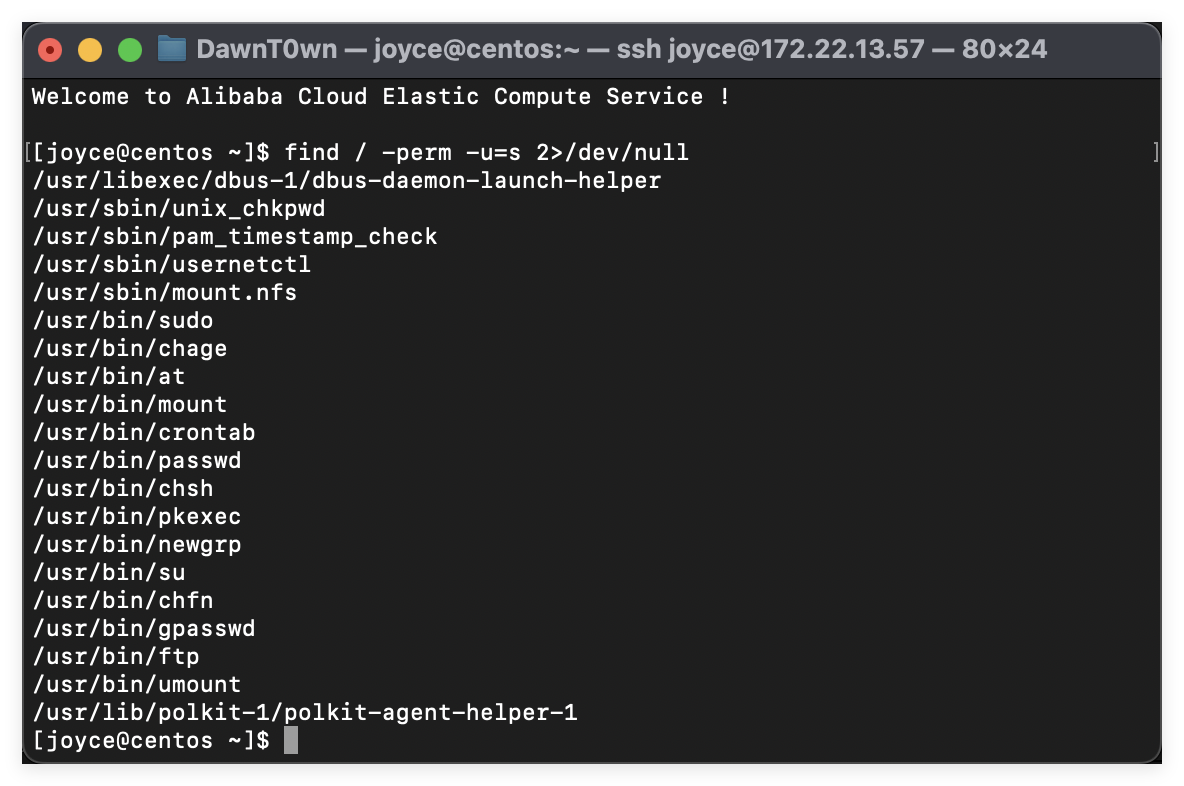 DawnT0wn — joyce@centos:~ — ssh joyce@172.22.13.57 — 80×24
Welcome to Alibaba Cloud Elastic Compute Service !
[[joyce@centos ~]$ find / -perm -u=s 2>/dev/null ]
/usr/libexec/dbus-1/dbus-daemon-launch-helper
/usr/sbin/unix_chkpwd
/usr/sbin/pam_timestamp_check
/usr/sbin/usernetctl
/usr/sbin/mount.nfs
/usr/bin/sudo
/usr/bin/chage
/usr/bin/at
/usr/bin/mount
/usr/bin/crontab
/usr/bin/passwd
/usr/bin/chsh
/usr/bin/pkexec
/usr/bin/newgrp
/usr/bin/su
/usr/bin/chfn
/usr/bin/gpasswd
/usr/bin/ftp
/usr/bin/umount
/usr/lib/polkit-1/polkit-agent-helper-1
[joyce@centos ~]$